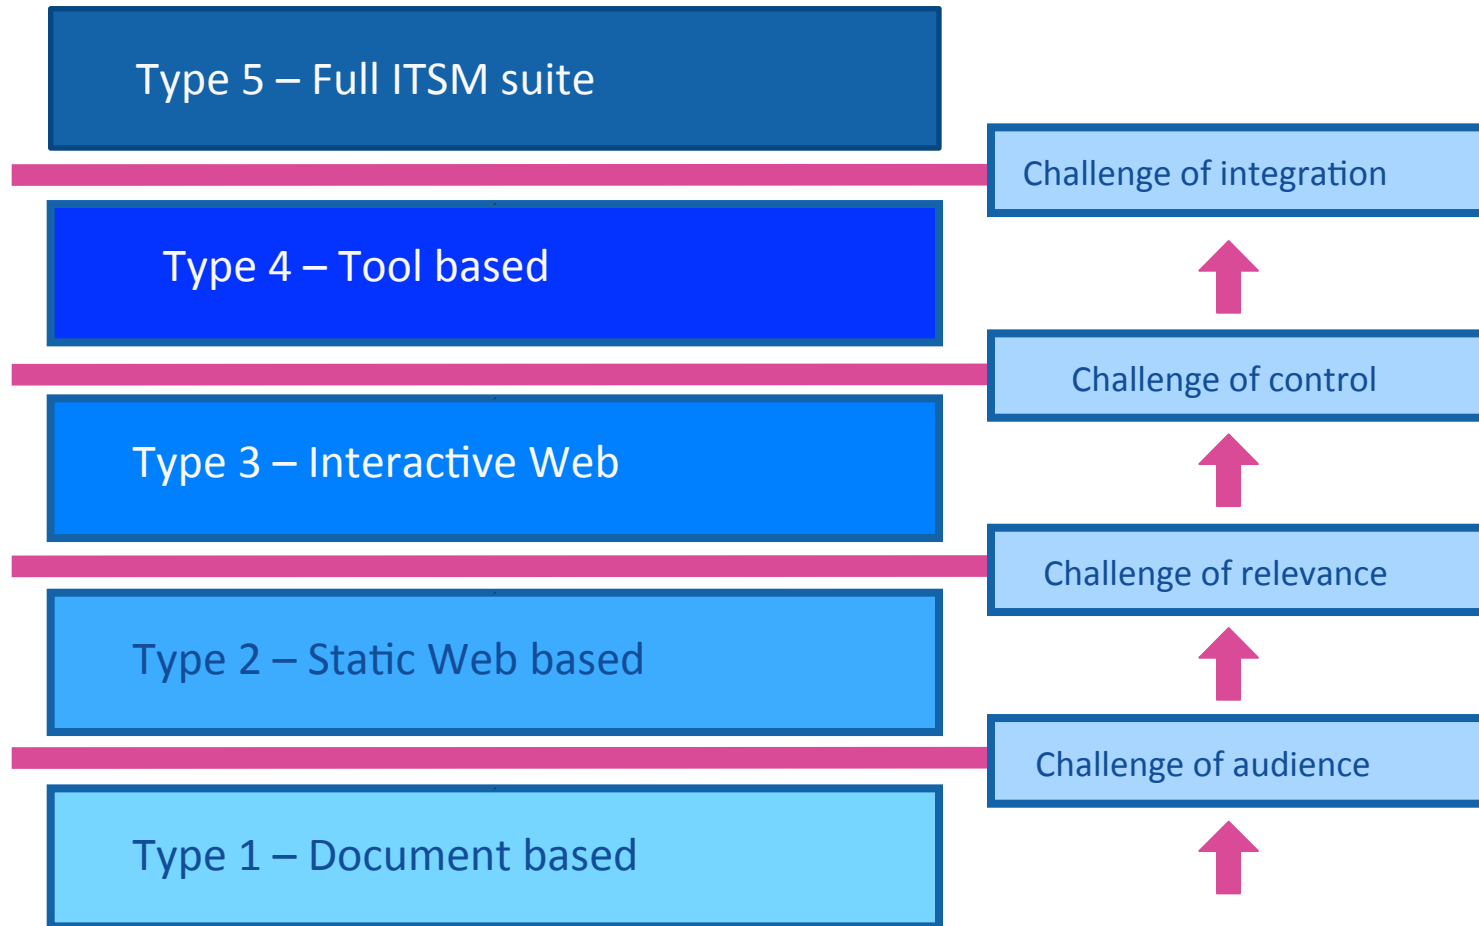 Type 5 – Full ITSM suite
Challenge of integration
Type 4 – Tool based
Challenge of control
Type 3 – Interactive Web
Challenge of relevance
Type 2 – Static Web based
Challenge of audience
Type 1 – Document based